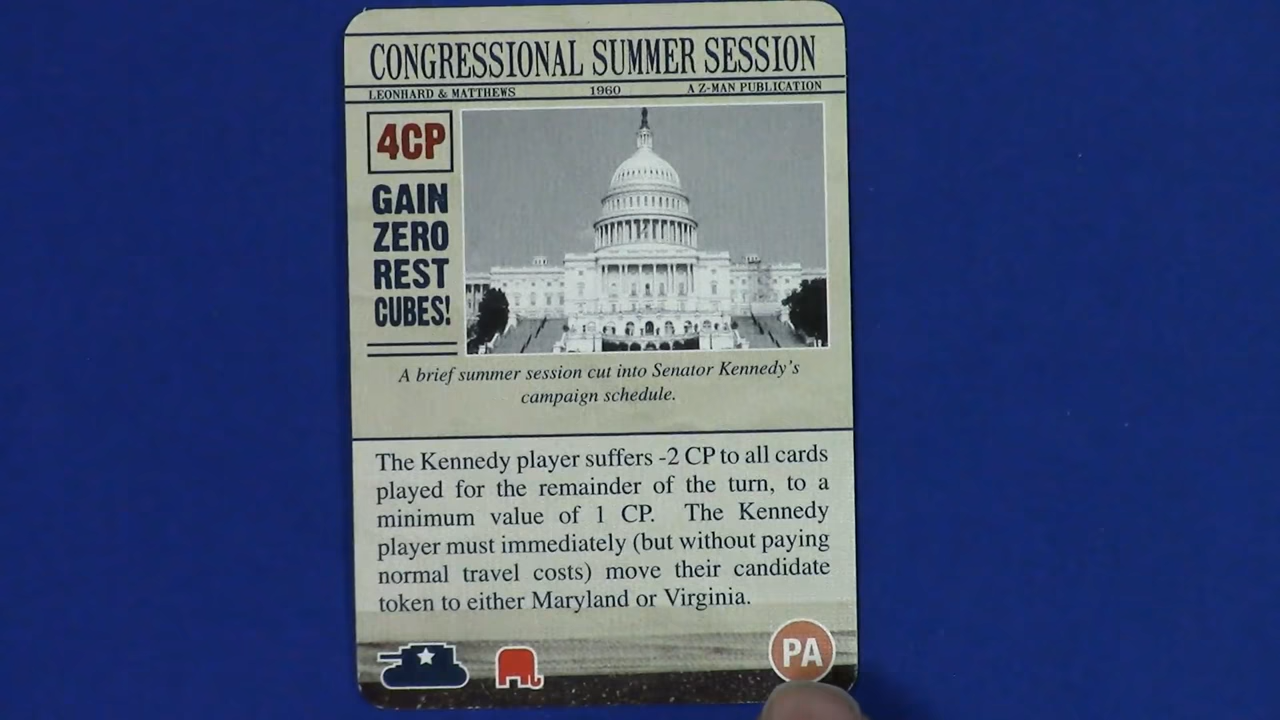 CONGRESSIONAL SUMMER SESSION
LEONHARD & MATTHEWS 1960 A Z-MAN PUBLICATION
4CP
GAIN
ZERO
REST
CUBES!
A brief summer session cut into Senator Kennedy's
campaign schedule.
The Kennedy player suffers -2 CP to all cards
played for the remainder of the turn, to a
minimum value of 1 CP. The Kennedy
player must immediately (but without paying
normal travel costs) move their candidate
token to either Maryland or Virginia.
PA